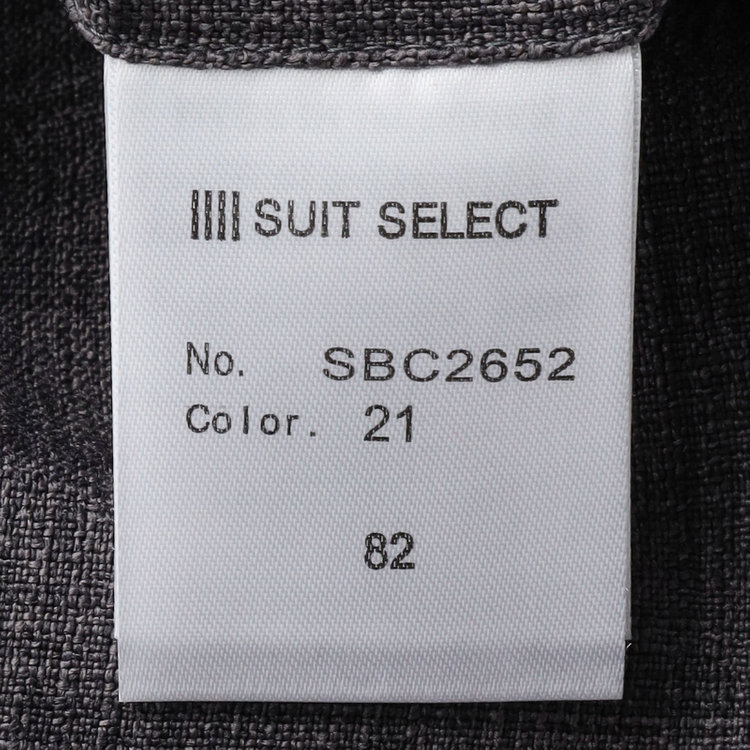 SUIT SELECT
No. SBC2652
Color. 21
82